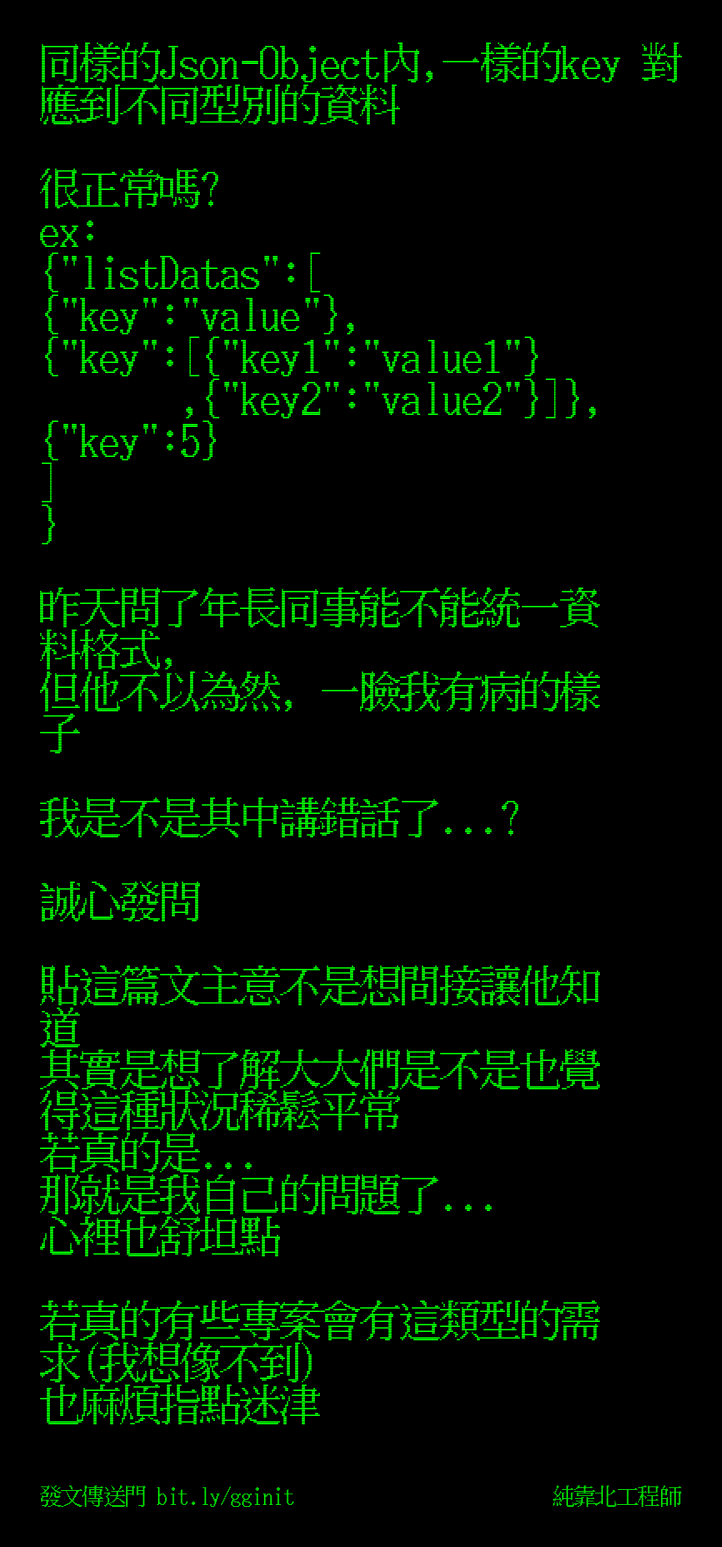 同樣的Json-Object內,一樣的key 對
應到不同型別的資料
很正常嗎?
ex:
{"listDatas":[
{"key":"value"},
{"key":[{"key1":"value1"}
,{"key2":"value2"}]},
{"key":5}
]
}
昨天問了年長同事能不能統一資
料格式,
但他不以為然, 一臉我有病的樣
子
我是不是其中講錯話了...?
誠心發問
貼這篇文主意不是想間接讓他知
道
其實是想了解大大們是不是也覺
得這種狀況稀鬆平常
若真的是...
那就是我自己的問題了...
心裡也舒坦點
若真的有些專案會有這類型的需
求(我想像不到)
也麻煩指點迷津
發文傳送門 bit.ly/gginit
純靠北工程師